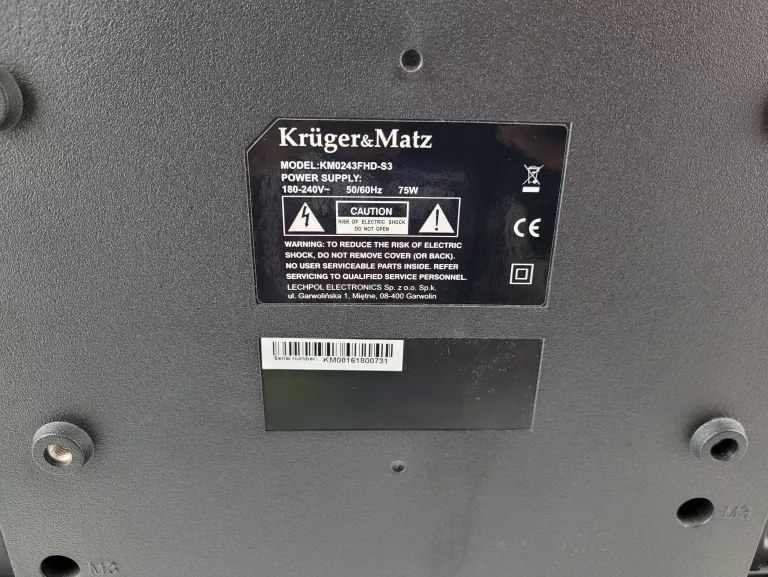 Krüger&Matz
MODEL:KM0243FHD-S3
POWER SUPPLY:
180-240V~ 50/60Hz 75W
CAUTION
RISK OF ELECTRIC SHOCK
DO NOT OPEN
WARNING: TO REDUCE THE RISK OF ELECTRIC
SHOCK, DO NOT REMOVE COVER (OR BACK).
NO USER SERVICEABLE PARTS INSIDE. REFER
SERVICING TO QUALIFIED SERVICE PERSONNEL.
LECHPOL ELECTRONICS Sp. z o.o. Sp.k.
ul. Garwolińska 1, Miętne, 08-400 Garwolin
CE
Serial number: KM08161800731
M3
M3